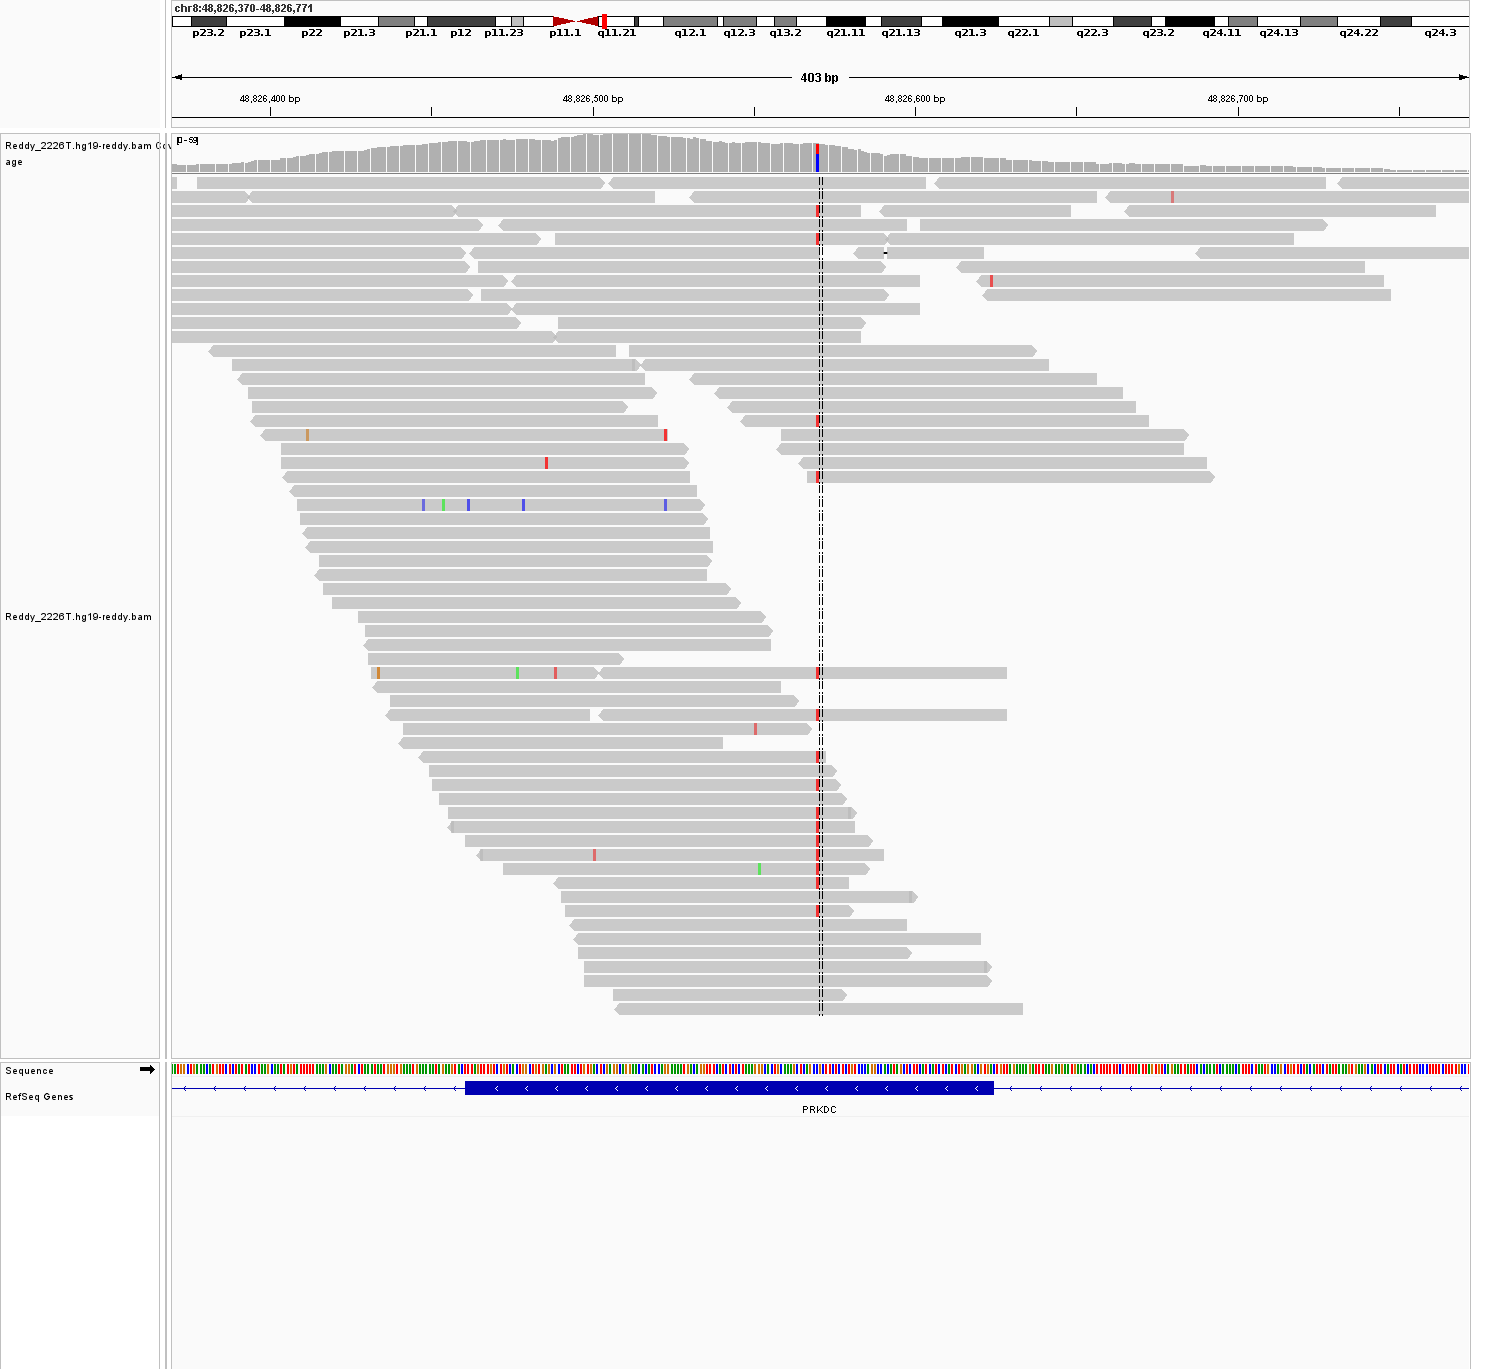 chr8:48,826,370-48,826,771
p23.2 p23.1 p22 p21.3 p21.1 p12 p11.23 p11.1 q11.21 q12.1 q12.3 q13.2 q21.11 q21.13 q21.3 q22.1 q22.3 q23.2 q24.11 q24.13 q24.22 q24.3
403 bp
48,826,400 bp 48,826,500 bp 48,826,600 bp 48,826,700 bp
[0-59]
Reddy_2226T.hg19-reddy.bam Cov
age
Reddy_2226T.hg19-reddy.bam
Sequence
RefSeq Genes
PRKDC